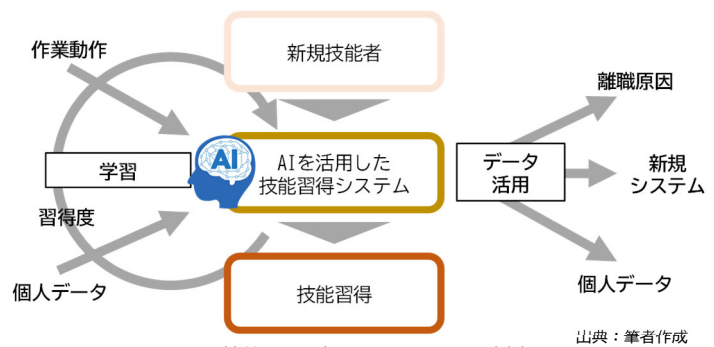 作業動作
新規技能者
離職原因
AI
学習
AIを活用した
技能習得システム
データ
活用
新規
システム
習得度
個人データ
技能習得
個人データ
出典:筆者作成